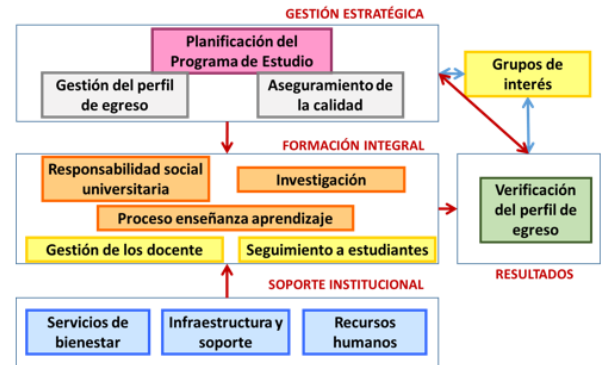 GESTIÓN ESTRATÉGICA
Planificación del
Programa de Estudio
Gestión del perfil
de egreso
Aseguramiento de
la calidad
Grupos de
interés
FORMACIÓN INTEGRAL
Responsabilidad social
universitaria
Investigación
Proceso enseñanza aprendizaje
Gestión de los docente
Seguimiento a estudiantes
Verificación
del perfil de
egreso
RESULTADOS
SOPORTE INSTITUCIONAL
Servicios de
bienestar
Infraestructura y
soporte
Recursos
humanos